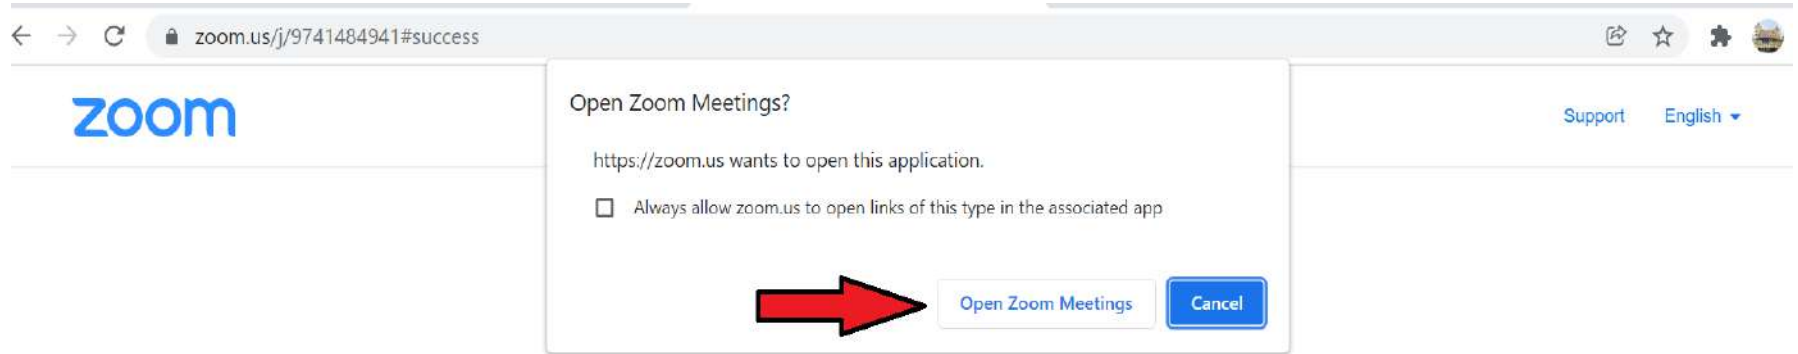 zoom.us/j/9741484941#success
zoom
Support
English
Open Zoom Meetings?
https://zoom.us wants to open this application.
Always allow zoom.us to open links of this type in the associated app
Open Zoom Meetings
Cancel